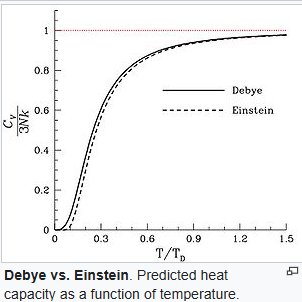 1
0.8
0.6
0.4
0.2
0
C_v
3Nk
Debye
Einstein
0 0.3 0.6 0.9 1.2 1.5
T/T_D
Debye vs. Einstein. Predicted heat
capacity as a function of temperature.